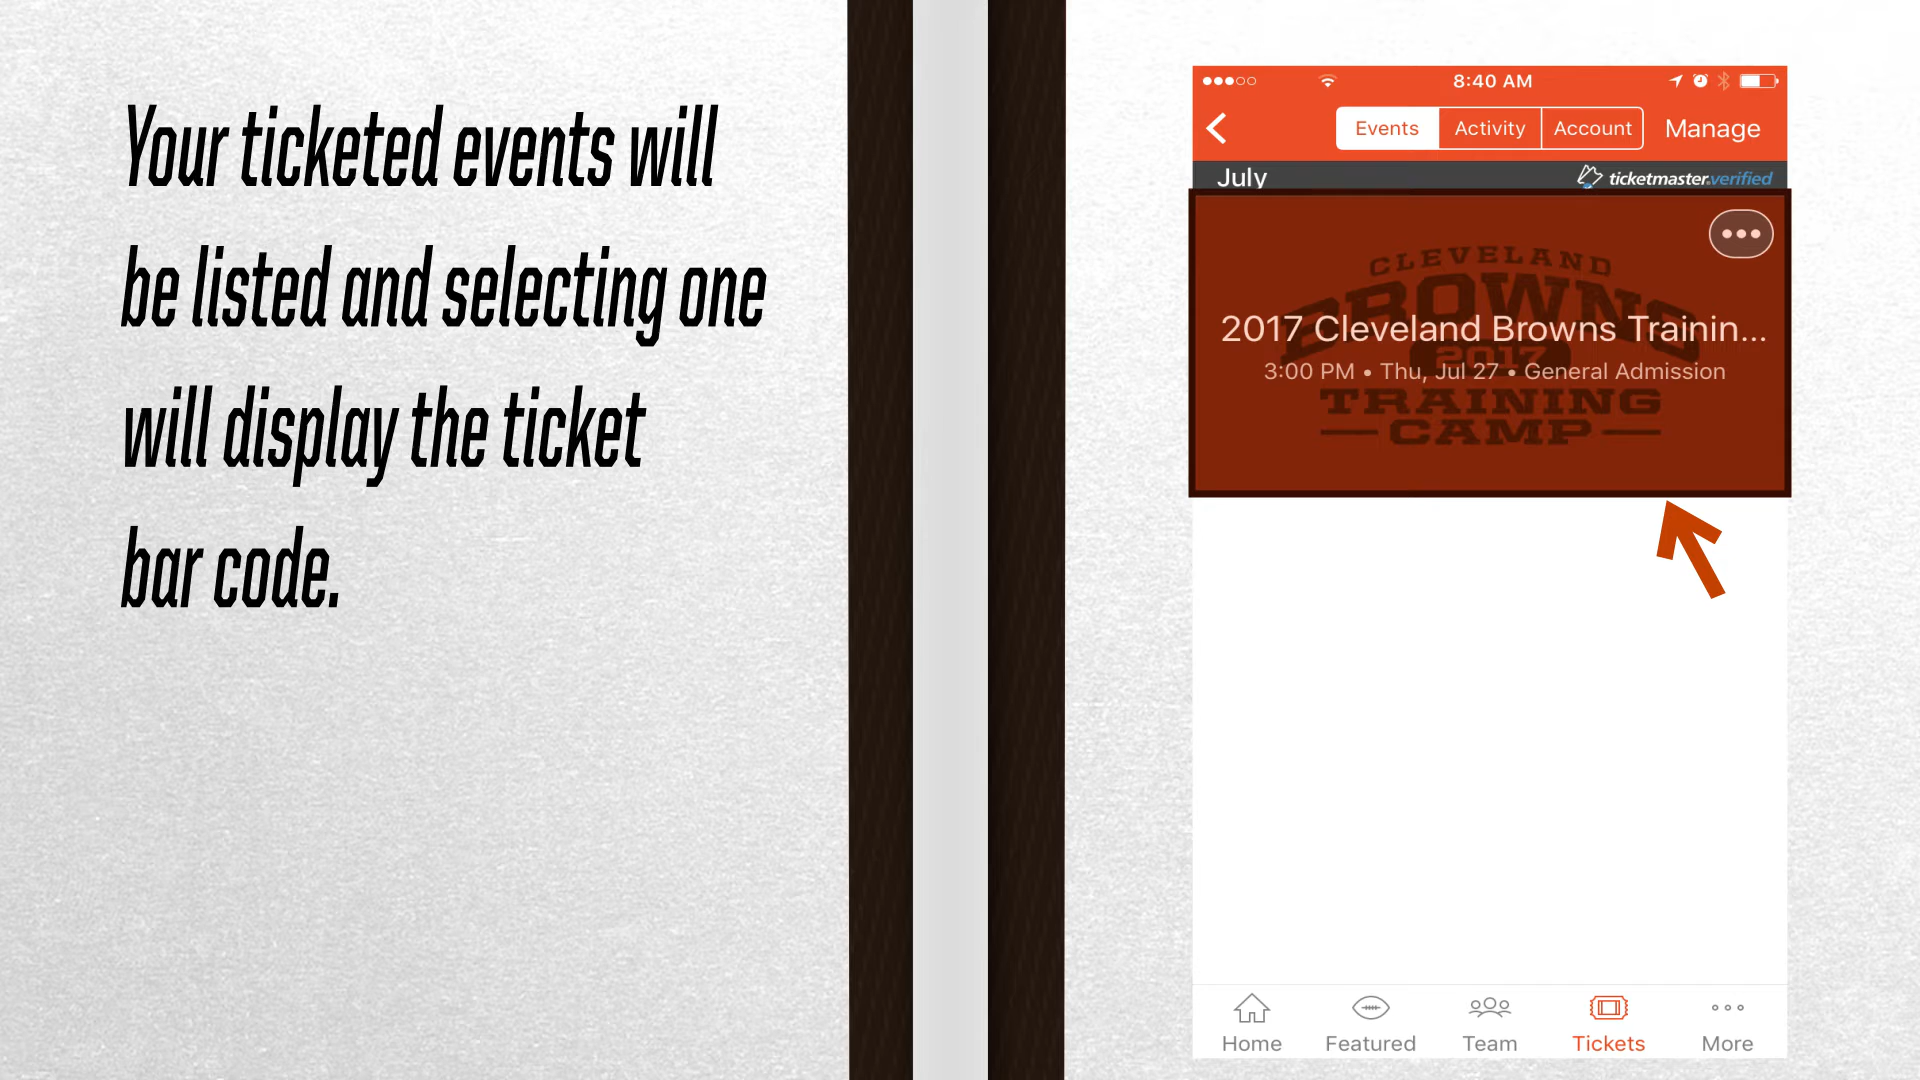 Your ticketed events will
be listed and selecting one
will display the ticket
bar code.
8:40 AM
Events Activity Account Manage
July ticketmaster.verified
CLEVELAND
BROWNS
2017 Cleveland Browns Trainin...
2017
3:00 PM • Thu, Jul 27 • General Admission
TRAINING
CAMP
Home Featured Team Tickets More